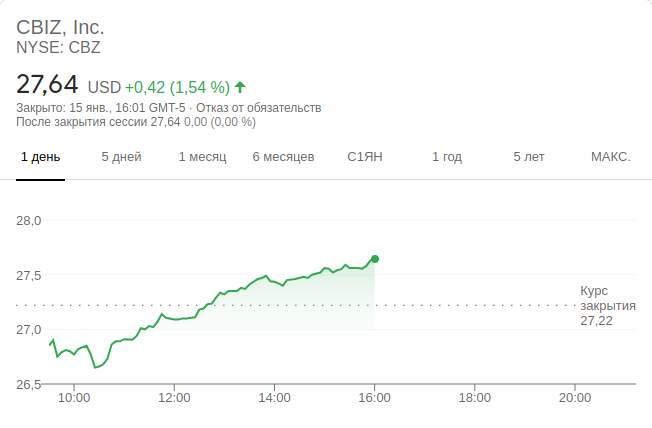 CBIZ, Inc.
NYSE: CBZ
27,64 USD +0,42 (1,54 %)
Закрыто: 15 янв., 16:01 GMT-5 · Отказ от обязательств
После закрытия сессии 27,64 0,00 (0,00 %)
1 день 5 дней 1 месяц 6 месяцев С1ЯН 1 год 5 лет МАКС.
28,0
27,5
Курс
закрытия
27,22
27,0
26,5
10:00 12:00 14:00 16:00 18:00 20:00